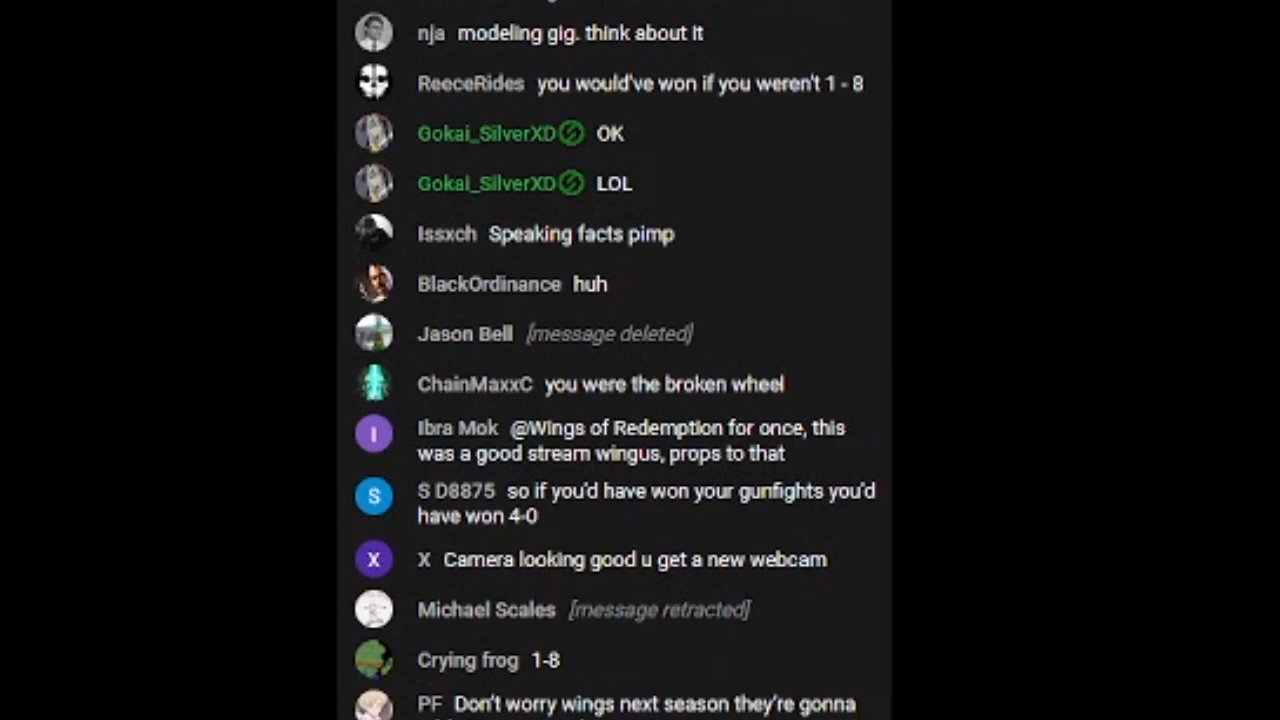 nja modeling gig. think about it
ReeceRides you would've won if you weren't 1 - 8
Gokai_SilverXD OK
Gokai_SilverXD LOL
Issxch Speaking facts pimp
BlackOrdinance huh
Jason Bell [message deleted]
ChainMaxxC you were the broken wheel
I
Ibra Mok @Wings of Redemption for once, this
was a good stream wingus, props to that
S
S D8875 so if you'd have won your gunfights you'd
have won 4-0
X
X Camera looking good u get a new webcam
Michael Scales [message retracted]
Crying frog 1-8
PF Don't worry wings next season they're gonna